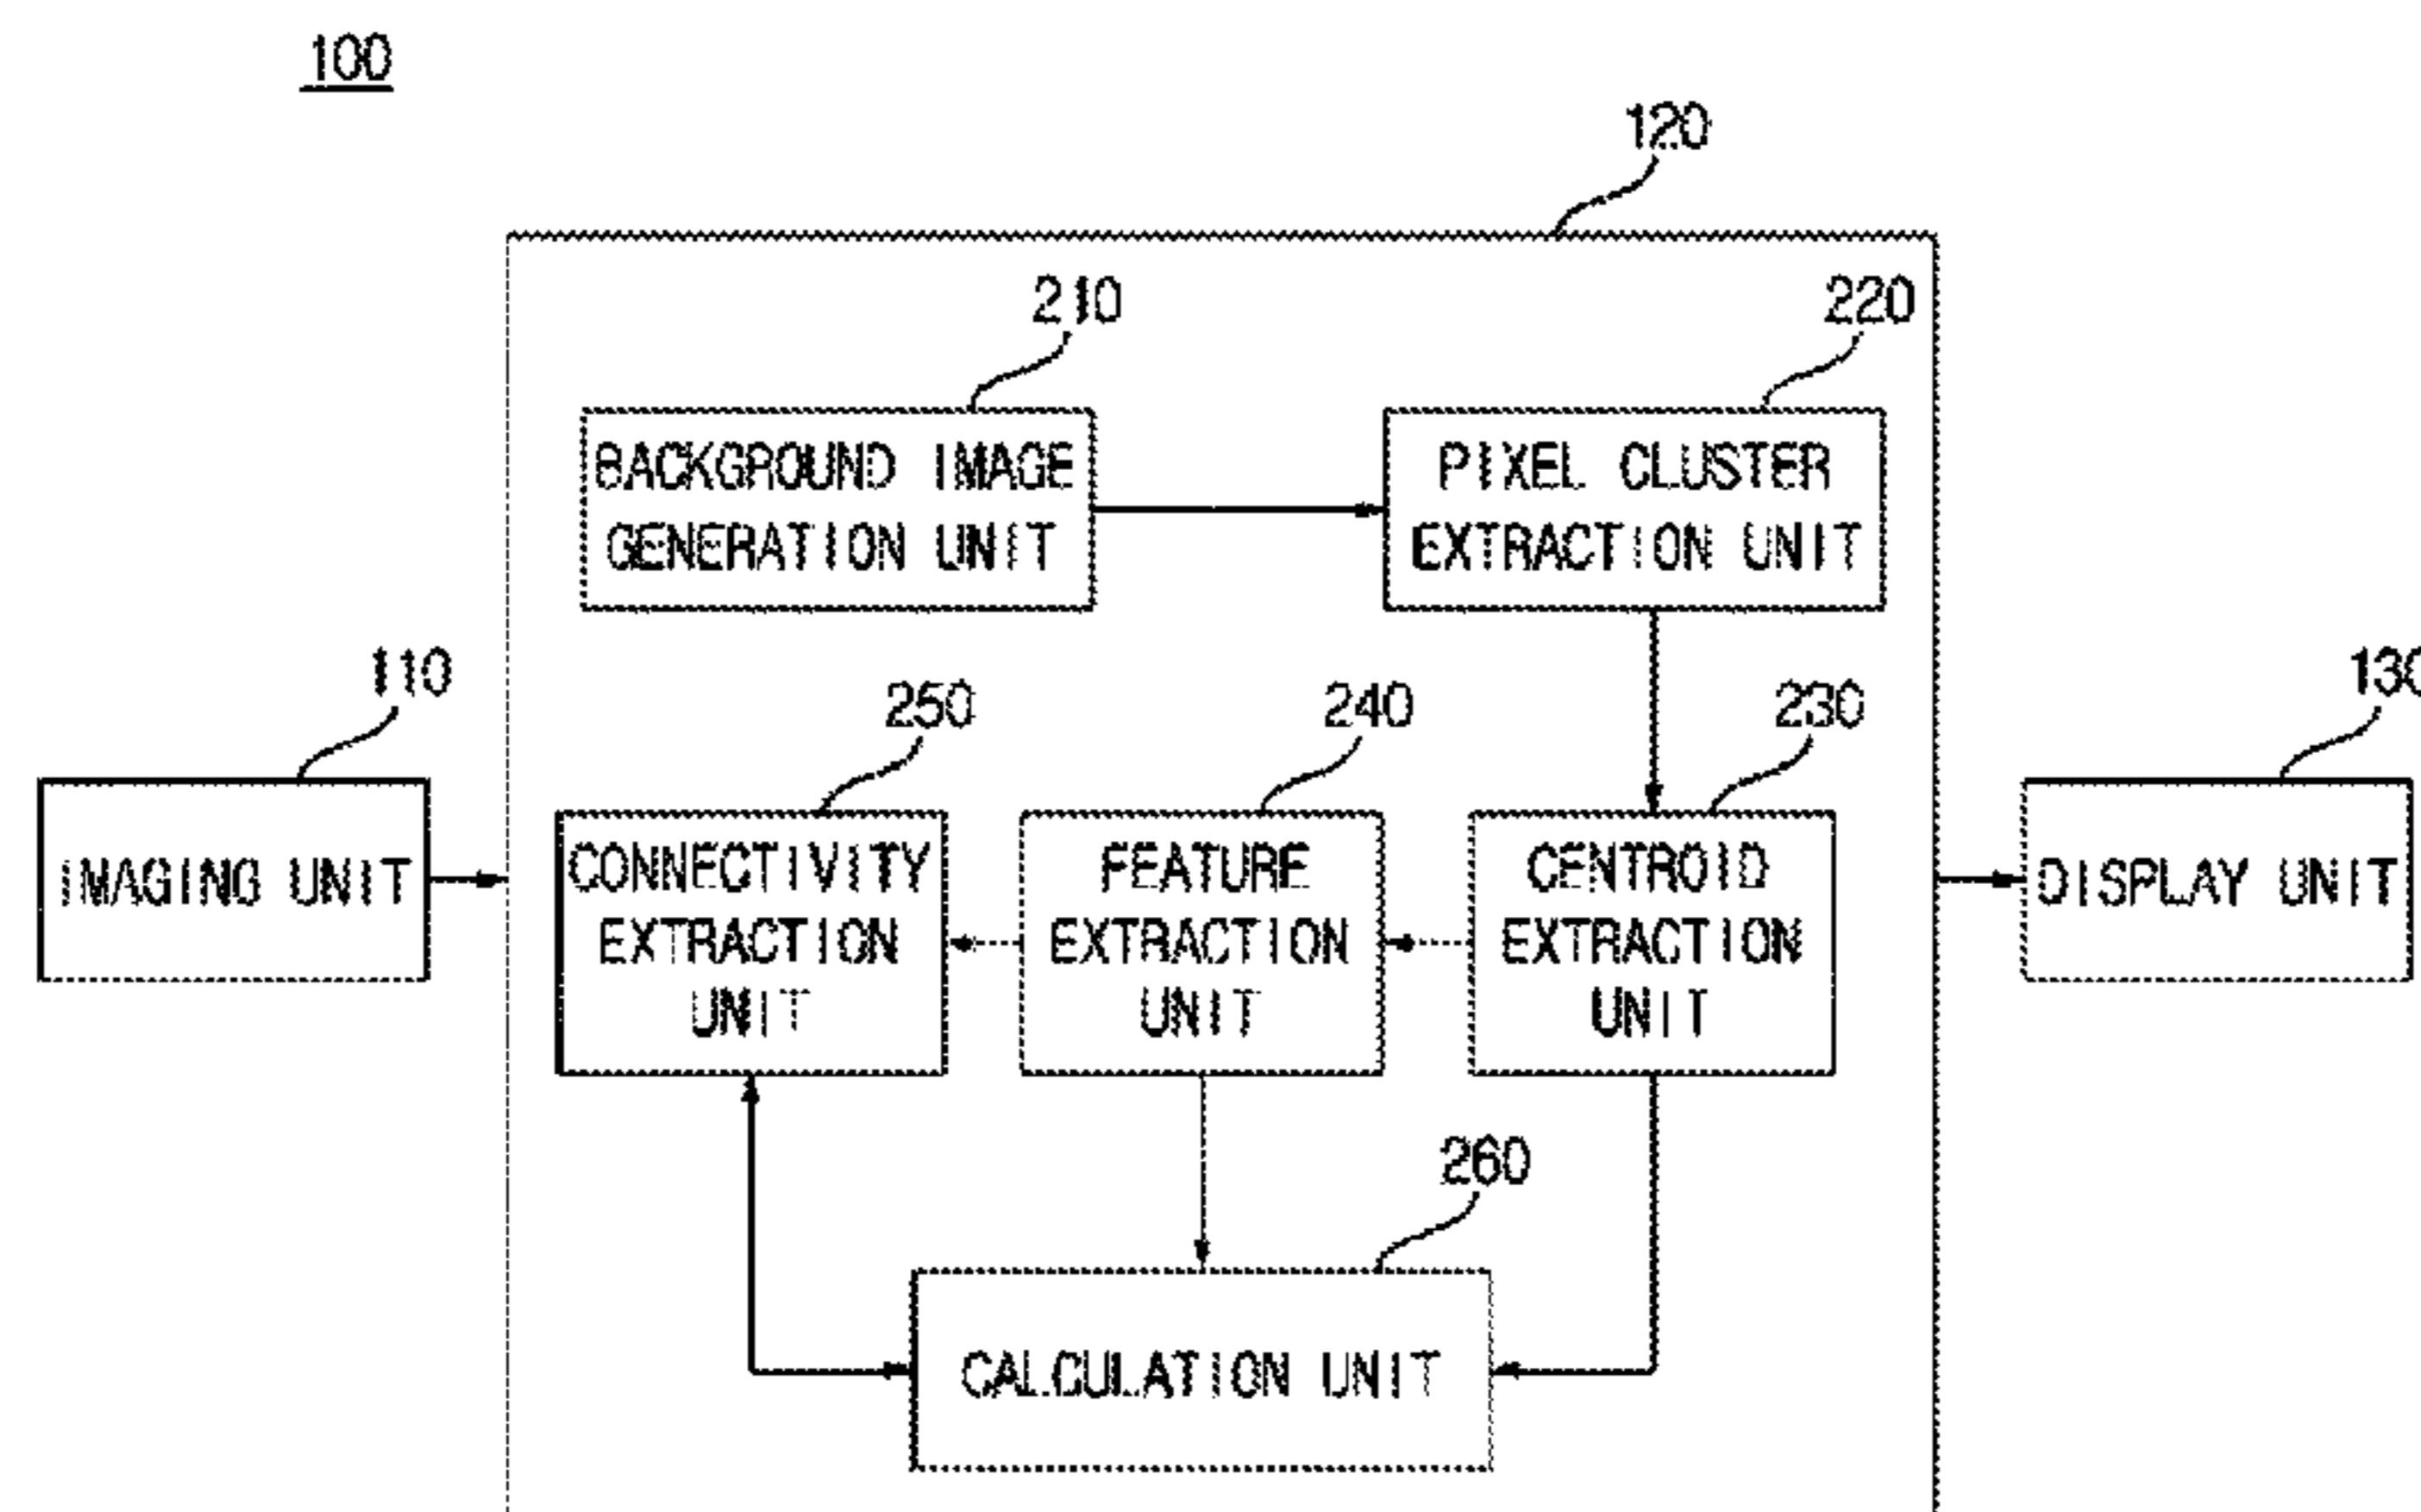 100
120
210
220
BACKGROUND IMAGE
GENERATION UNIT
PIXEL CLUSTER
EXTRACTION UNIT
110
250
240
230
130
IMAGING UNIT
CONNECTIVITY
EXTRACTION
UNIT
FEATURE
EXTRACTION
UNIT
CENTROID
EXTRACTION
UNIT
DISPLAY UNIT
260
CALCULATION UNIT